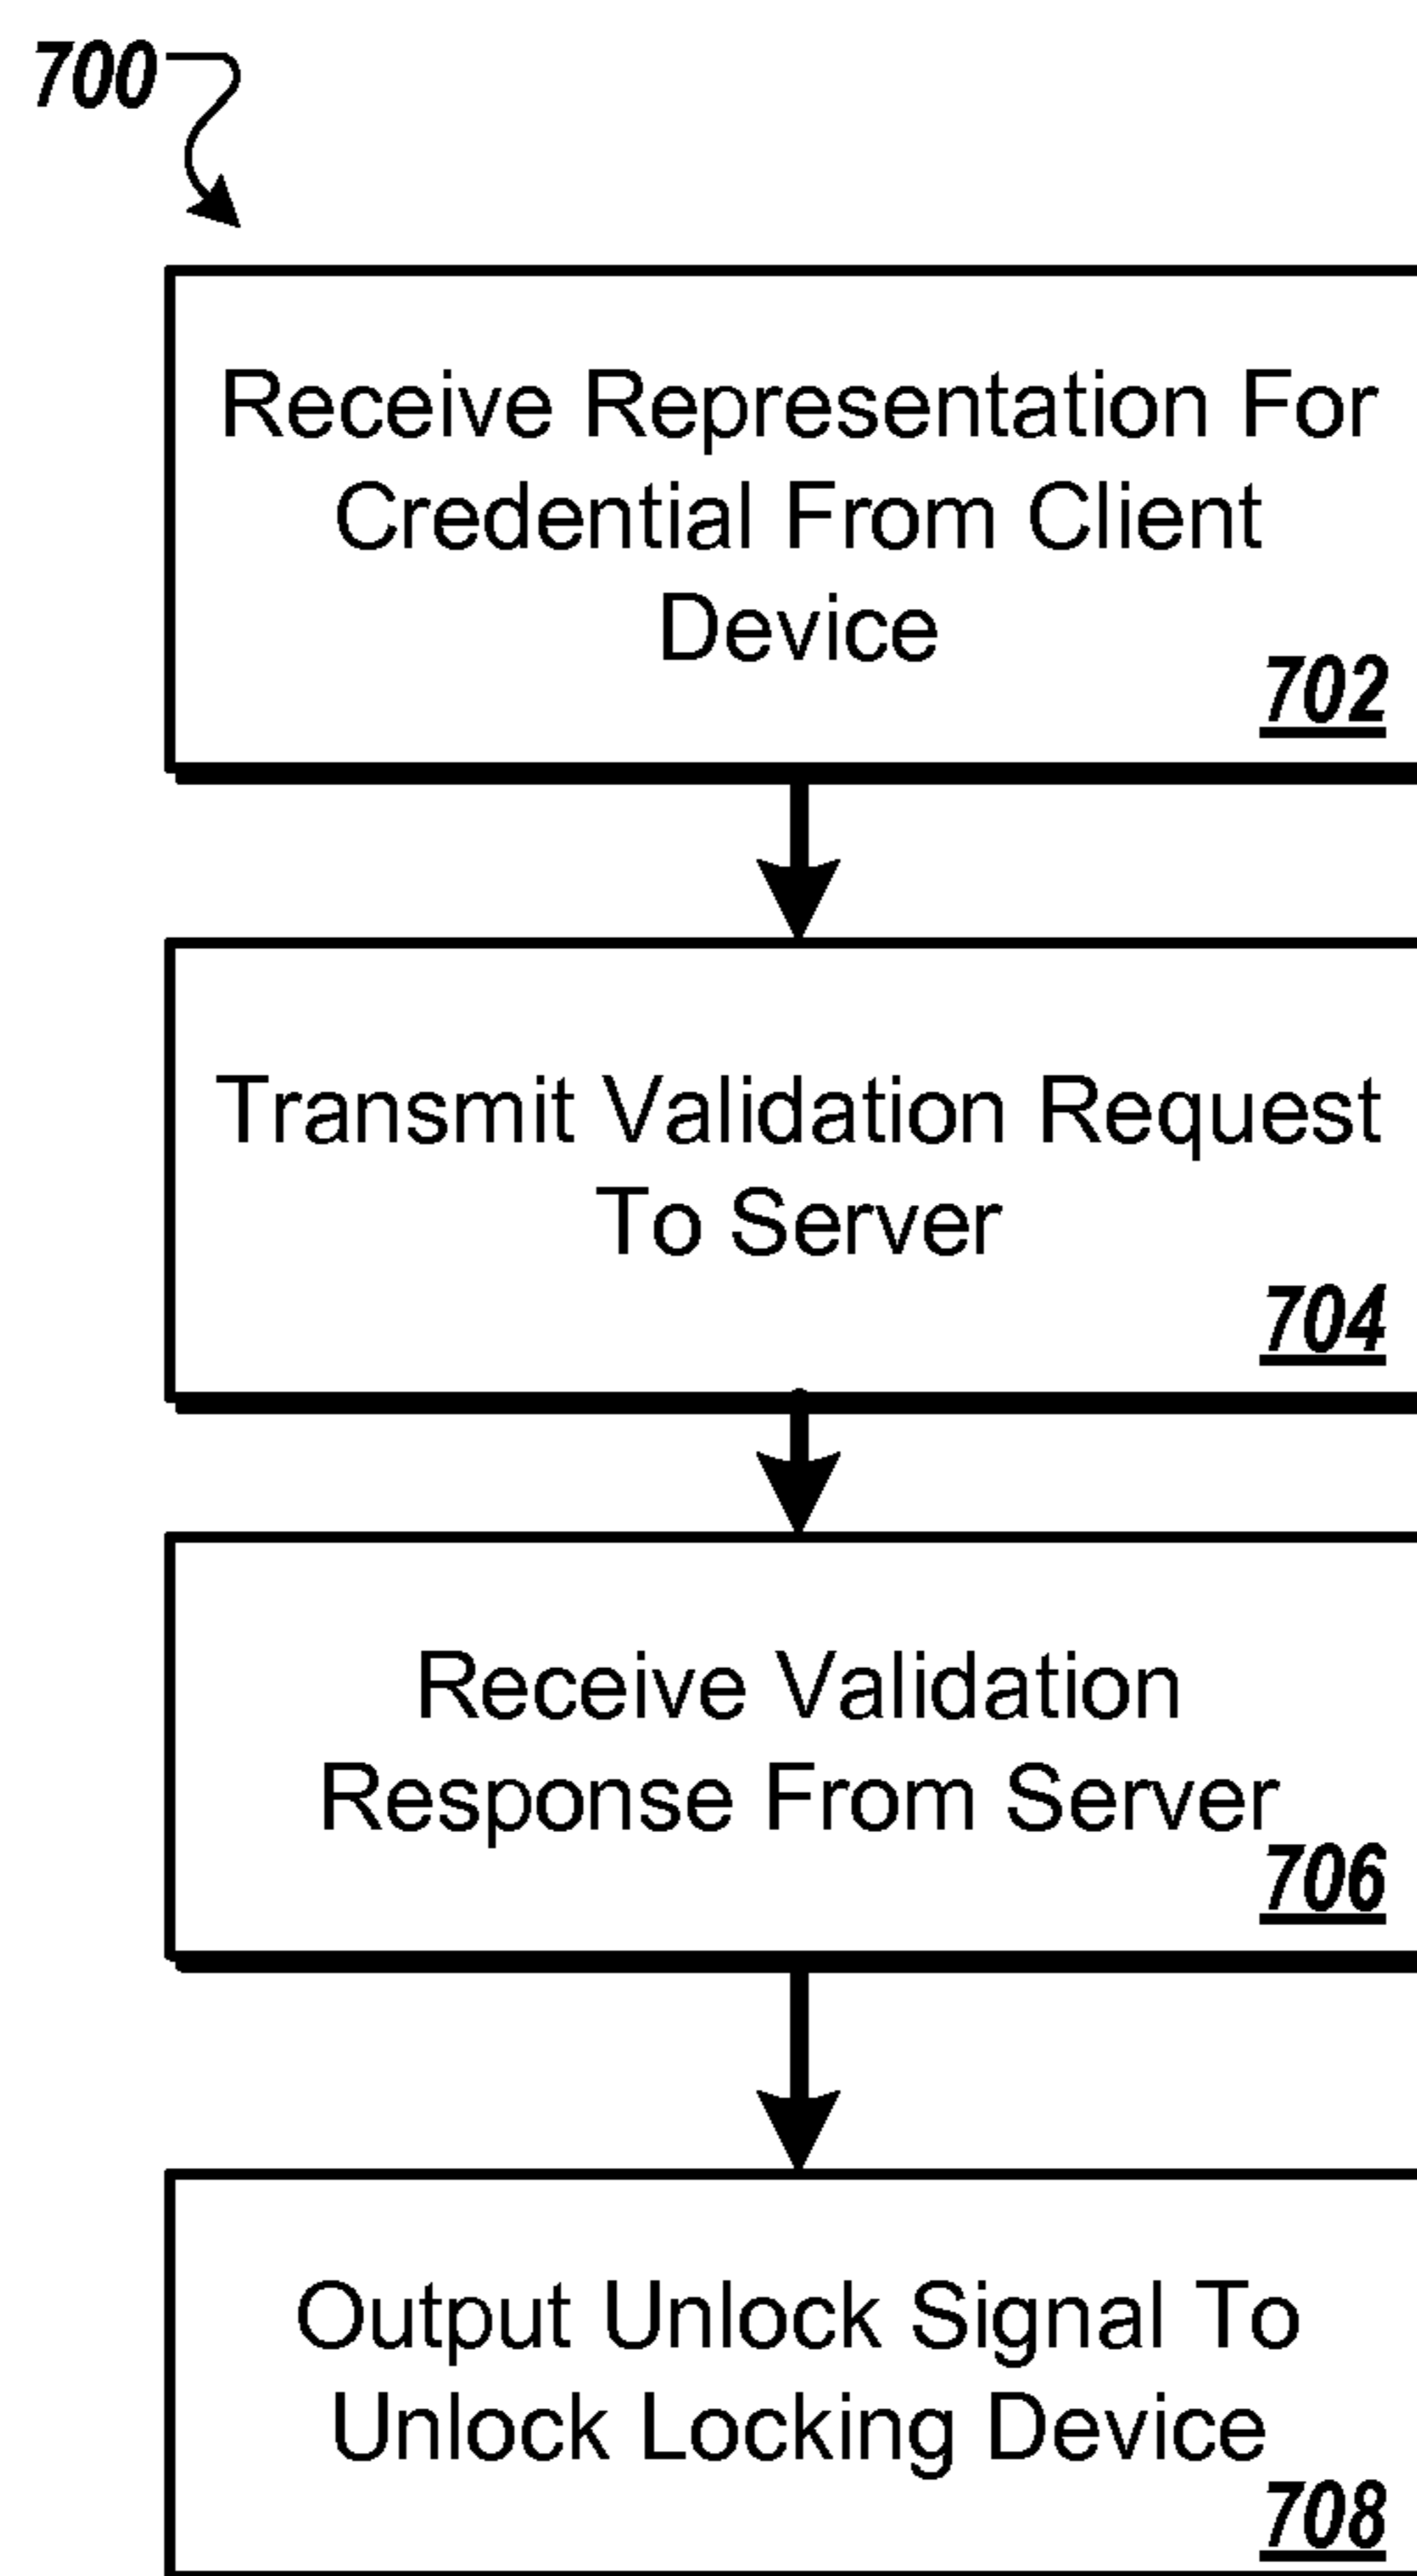 700
Receive Representation For
Credential From Client
Device
702
Transmit Validation Request
To Server
704
Receive Validation
Response From Server
706
Output Unlock Signal To
Unlock Locking Device
708